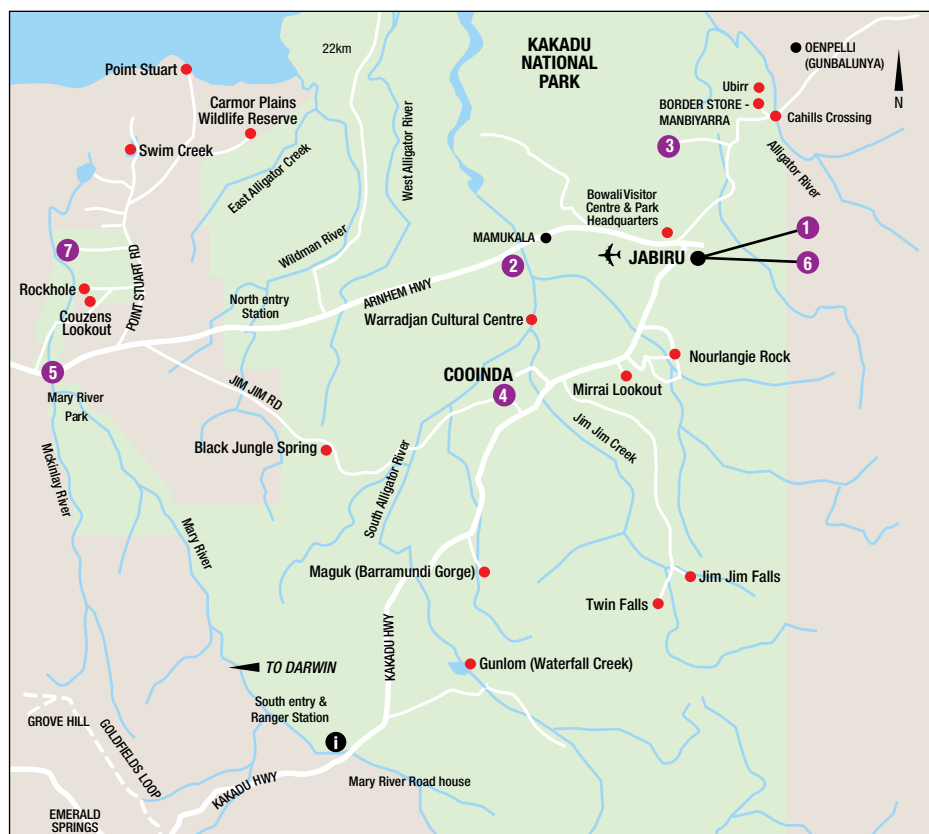 22km
KAKADU
NATIONAL
PARK
OENPELLI
(GUNBALUNYA)
N
Point Stuart
Carmor Plains
Wildlife Reserve
Ubirr
BORDER STORE -
MANBIYARRA
Cahills Crossing
Swim Creek
3
East Alligator Creek
West Alligator River
Alligator River
Bowali Visitor
Centre & Park
Headquarters
1
7
Wildman River
MAMUKALA
JABIRU
2
6
Rockhole
Couzens
Lookout
POINT STUART RD
North entry
Station
ARNHEM HWY
Warradjan Cultural Centre
Nourlangie Rock
5
Mary River
Park
JIM JIM RD
COOINDA
4
Mirrai Lookout
Jim Jim Creek
Black Jungle Spring
Mckinlay River
South Alligator River
Mary River
Maguk (Barramundi Gorge)
Jim Jim Falls
Twin Falls
KAKADU HWY
TO DARWIN
Gunlom (Waterfall Creek)
South entry &
Ranger Station
GROVE HILL
GOLDFIELDS LOOP
i
Mary River Road house
KAKADU HWY
EMERALD
SPRINGS